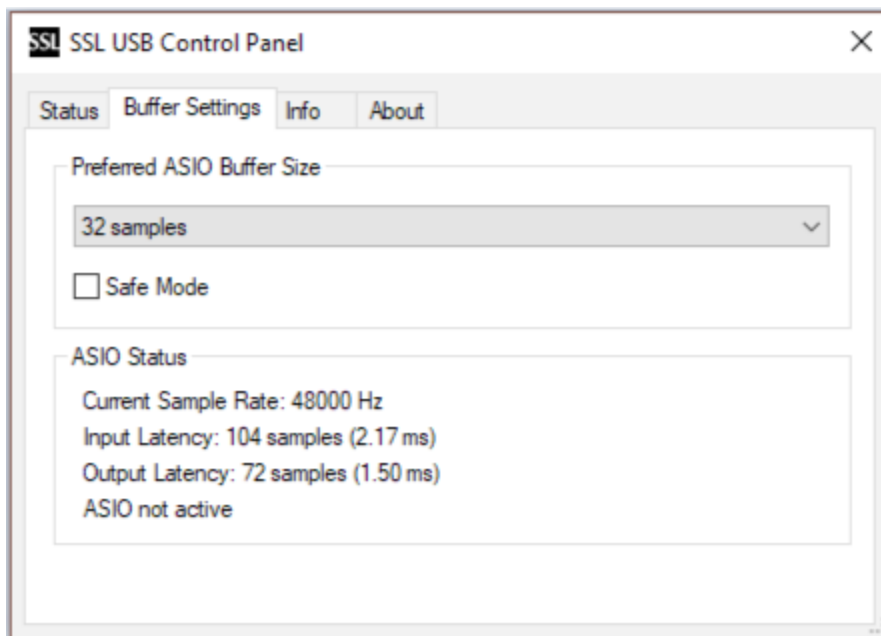 SSL SSL USB Control Panel
Status Buffer Settings Info About
Preferred ASIO Buffer Size
32 samples
Safe Mode
ASIO Status
Current Sample Rate: 48000 Hz
Input Latency: 104 samples (2.17 ms)
Output Latency: 72 samples (1.50 ms)
ASIO not active